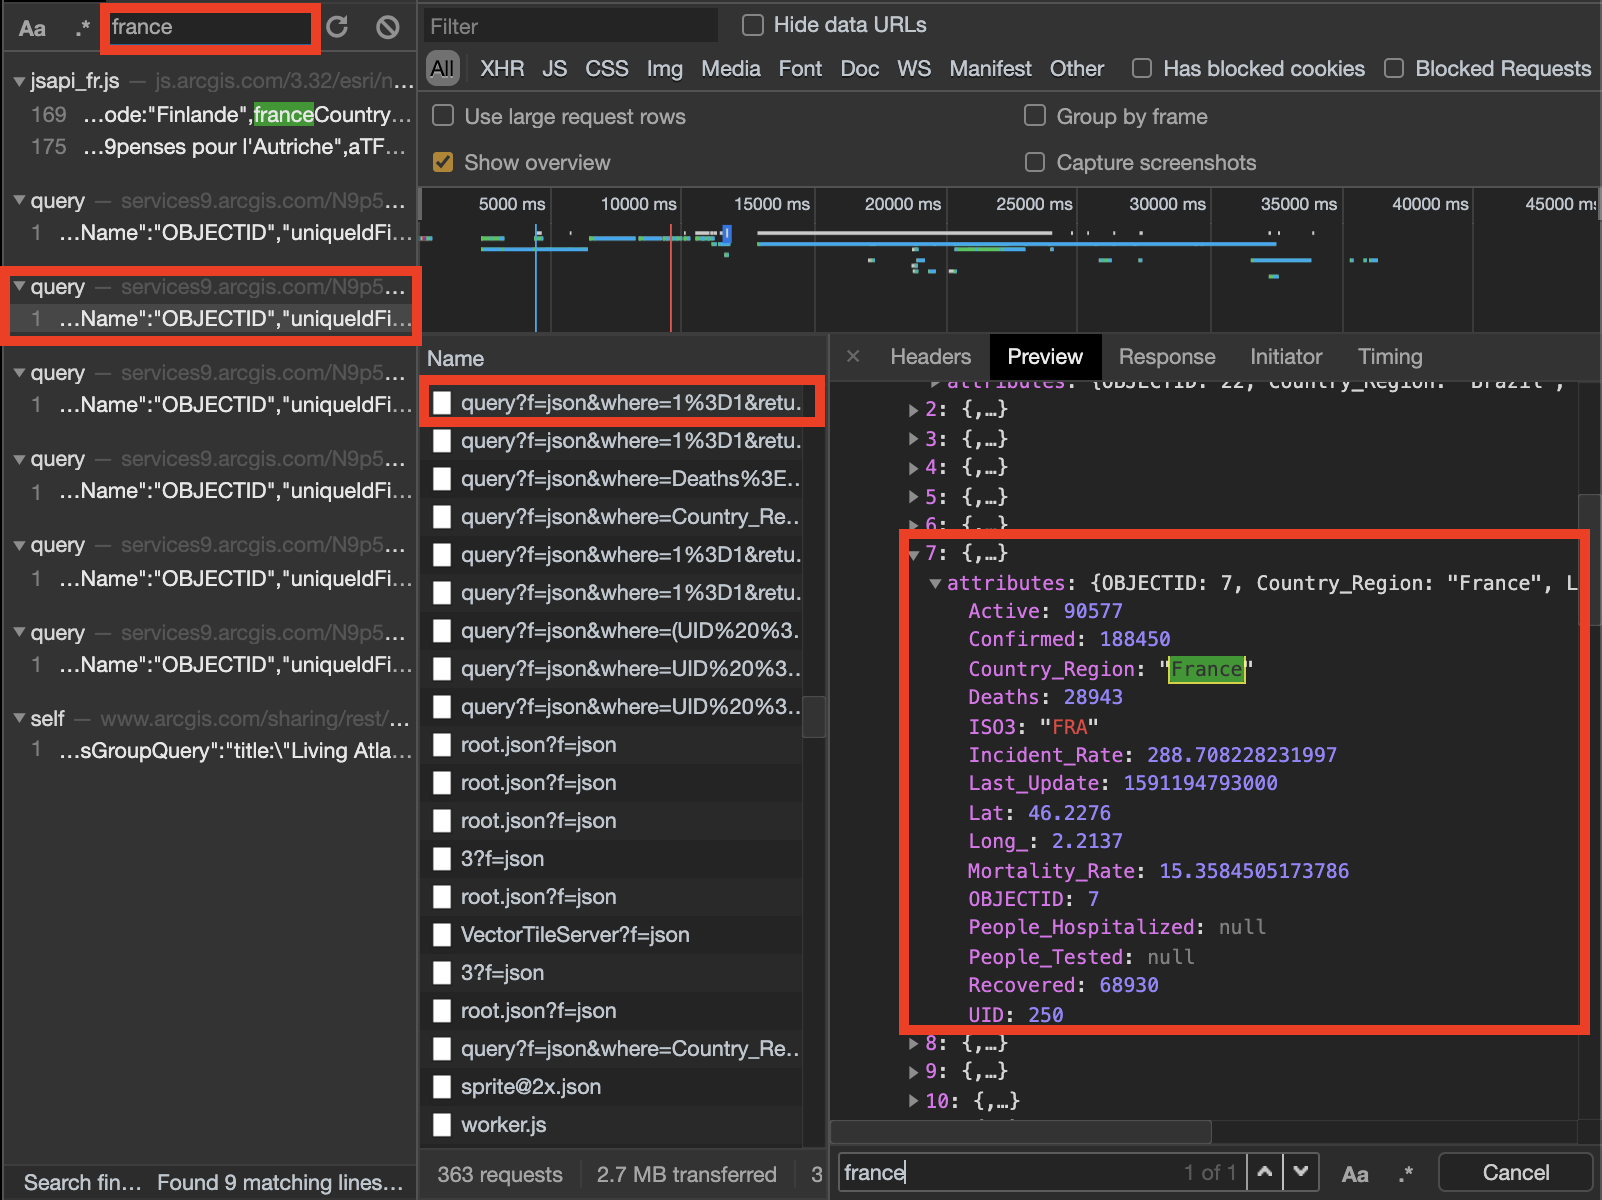 Aa .* france
jsapi_fr.js — js.arcgis.com/3.32/esri/n...
169 ...ode:"Finlande",franceCountry...
175 ...9penses pour l'Autriche",aTF...
query — services9.arcgis.com/N9p5...
1 ...Name":"OBJECTID","uniqueIdFi...
query — services9.arcgis.com/N9p5...
1 ...Name":"OBJECTID","uniqueIdFi...
query — services9.arcgis.com/N9p5...
1 ...Name":"OBJECTID","uniqueIdFi...
query — services9.arcgis.com/N9p5...
1 ...Name":"OBJECTID","uniqueIdFi...
query — services9.arcgis.com/N9p5...
1 ...Name":"OBJECTID","uniqueIdFi...
query — services9.arcgis.com/N9p5...
1 ...Name":"OBJECTID","uniqueIdFi...
self — www.arcgis.com/sharing/rest/...
1 ...sGroupQuery":"title:\"Living Atla...
Search fin... Found 9 matching lines...
Filter Hide data URLs
All XHR JS CSS Img Media Font Doc WS Manifest Other Has blocked cookies Blocked Requests
Use large request rows Group by frame
Show overview Capture screenshots
5000 ms 10000 ms 15000 ms 20000 ms 25000 ms 30000 ms 35000 ms 40000 ms 45000 ms
Name
query?f=json&where=1%3D1&retu...
query?f=json&where=1%3D1&retu...
query?f=json&where=Deaths%3E...
query?f=json&where=Country_Re...
query?f=json&where=1%3D1&retu...
query?f=json&where=1%3D1&retu...
query?f=json&where=(UID%20%3...
query?f=json&where=UID%20%3...
query?f=json&where=UID%20%3...
root.json?f=json
root.json?f=json
root.json?f=json
3?f=json
root.json?f=json
VectorTileServer?f=json
3?f=json
root.json?f=json
query?f=json&where=Country_Re...
sprite@2x.json
worker.js
363 requests 2.7 MB transferred 3
× Headers Preview Response Initiator Timing
attributes: {OBJECTID: 22, Country_Region: "Brazil",
2: {,…}
3: {,…}
4: {,…}
5: {,…}
6: {,…}
7: {,…}
attributes: {OBJECTID: 7, Country_Region: "France", L
Active: 90577
Confirmed: 188450
Country_Region: "France"
Deaths: 28943
ISO3: "FRA"
Incident_Rate: 288.708228231997
Last_Update: 1591194793000
Lat: 46.2276
Long_: 2.2137
Mortality_Rate: 15.3584505173786
OBJECTID: 7
People_Hospitalized: null
People_Tested: null
Recovered: 68930
UID: 250
8: {,…}
9: {,…}
10: {,…}
france 1 of 1 Aa .* Cancel